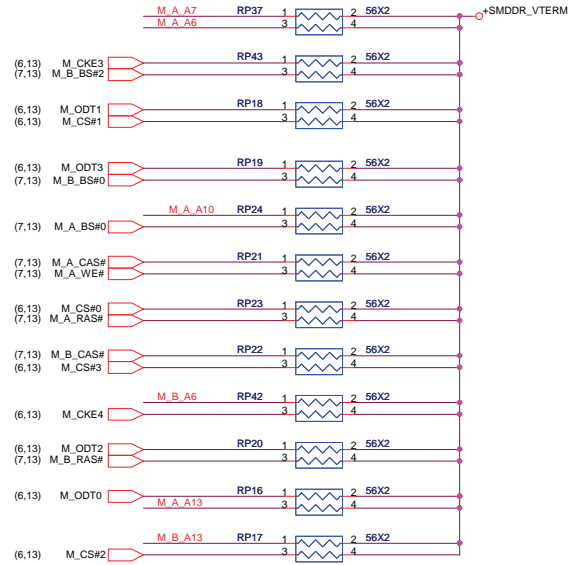 M_A_A7 RP37 1 2 56X2 +SMDDR_VTERM
M_A_A6 3 4
(6,13) M_CKE3 RP43 1 2 56X2
(7,13) M_B_BS#2 3 4
(6,13) M_ODT1 RP18 1 2 56X2
(6,13) M_CS#1 3 4
(6,13) M_ODT3 RP19 1 2 56X2
(7,13) M_B_BS#0 3 4
M_A_A10 RP24 1 2 56X2
(7,13) M_A_BS#0 3 4
(7,13) M_A_CAS# RP21 1 2 56X2
(7,13) M_A_WE# 3 4
(6,13) M_CS#0 RP23 1 2 56X2
(7,13) M_A_RAS# 3 4
(7,13) M_B_CAS# RP22 1 2 56X2
(6,13) M_CS#3 3 4
M_B_A6 RP42 1 2 56X2
(6,13) M_CKE4 3 4
(6,13) M_ODT2 RP20 1 2 56X2
(7,13) M_B_RAS# 3 4
(6,13) M_ODT0 RP16 1 2 56X2
M_A_A13 3 4
M_B_A13 RP17 1 2 56X2
(6,13) M_CS#2 3 4